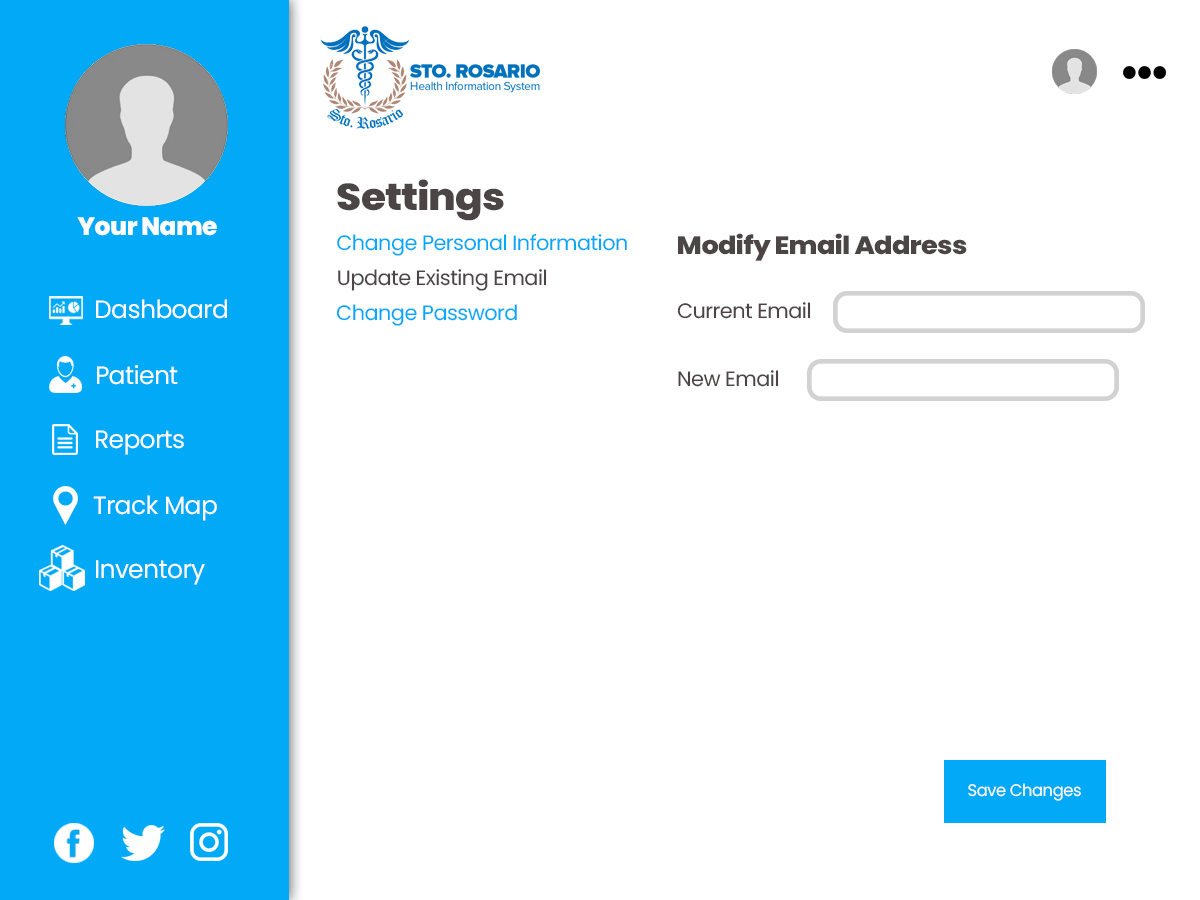 Your Name
Dashboard
Patient
Reports
Track Map
Inventory
STO. ROSARIO
Health Information System
Sto. Rosario
Settings
Change Personal Information
Update Existing Email
Change Password
Modify Email Address
Current Email
New Email
Save Changes